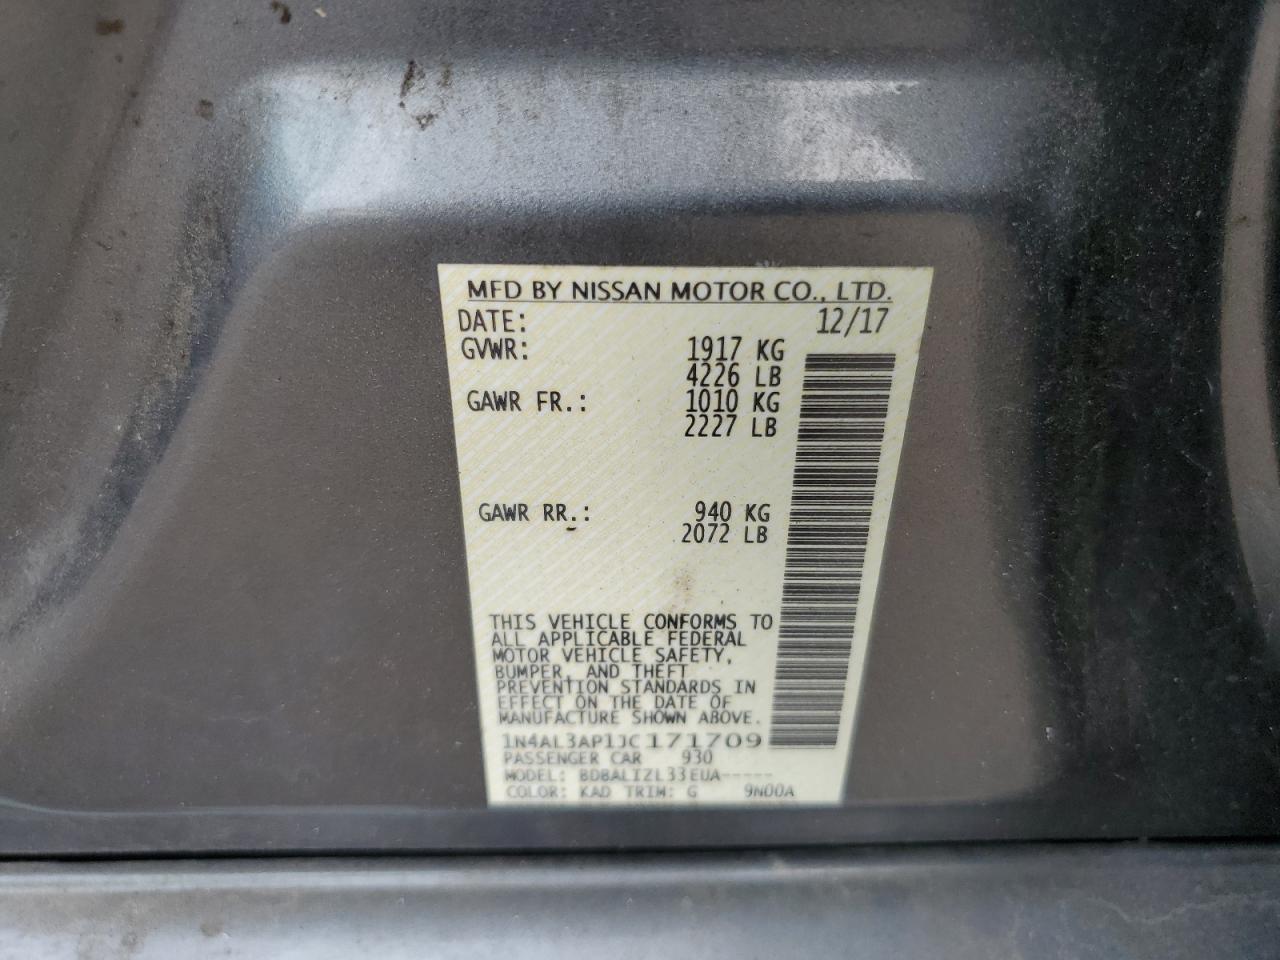 MFD BY NISSAN MOTOR CO., LTD.
DATE: 12/17
GVWR: 1917 KG
4226 LB
GAWR FR.: 1010 KG
2227 LB
GAWR RR.: 940 KG
2072 LB
THIS VEHICLE CONFORMS TO
ALL APPLICABLE FEDERAL
MOTOR VEHICLE SAFETY,
BUMPER, AND THEFT
PREVENTION STANDARDS IN
EFFECT ON THE DATE OF
MANUFACTURE SHOWN ABOVE.
1N4AL3AP1JC171709
PASSENGER CAR 930
MODEL: BDBALIZL33EUA-----
COLOR: KAD TRIM: G 9N00A